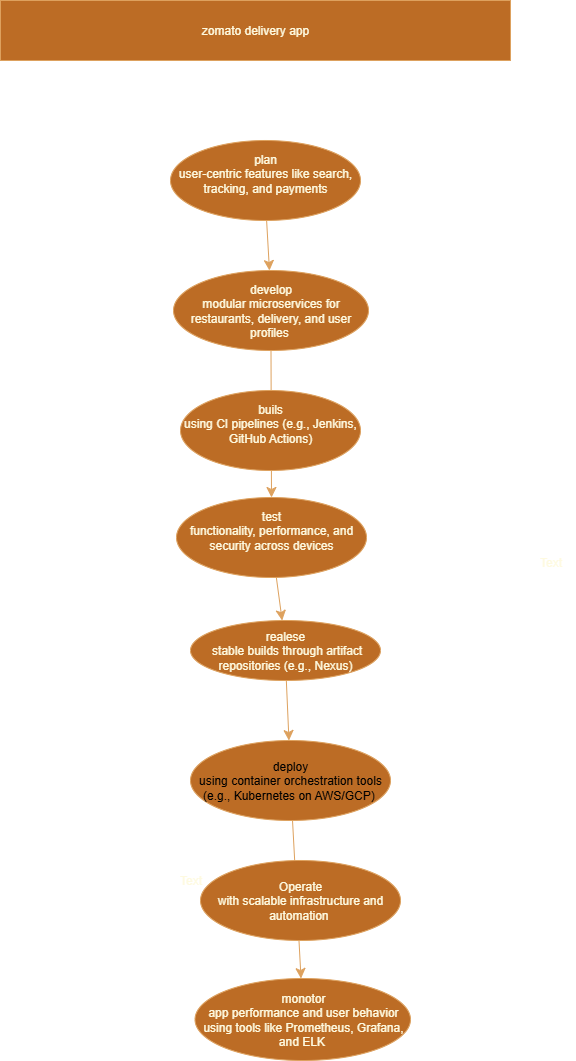 zomato delivery app
plan
user-centric features like search,
tracking, and payments
develop
modular microservices for
restaurants, delivery, and user
profiles
buils
using CI pipelines (e.g., Jenkins,
GitHub Actions)
test
functionality, performance, and
security across devices
Text
realese
stable builds through artifact
repositories (e.g., Nexus)
deploy
using container orchestration tools
(e.g., Kubernetes on AWS/GCP)
Text
Operate
with scalable infrastructure and
automation
monotor
app performance and user behavior
using tools like Prometheus, Grafana,
and ELK